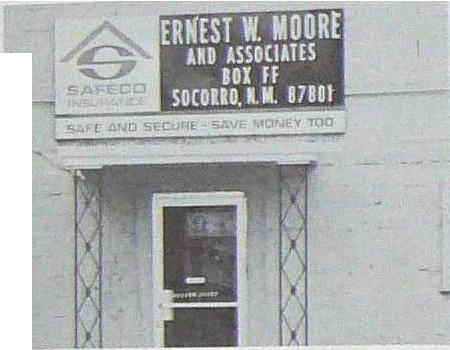 SAFECO
INSURANCE
ERNEST W. MOORE
AND ASSOCIATES
BOX FF
SOCORRO, N.M. 87801
SAFE AND SECURE - SAVE MONEY TOO